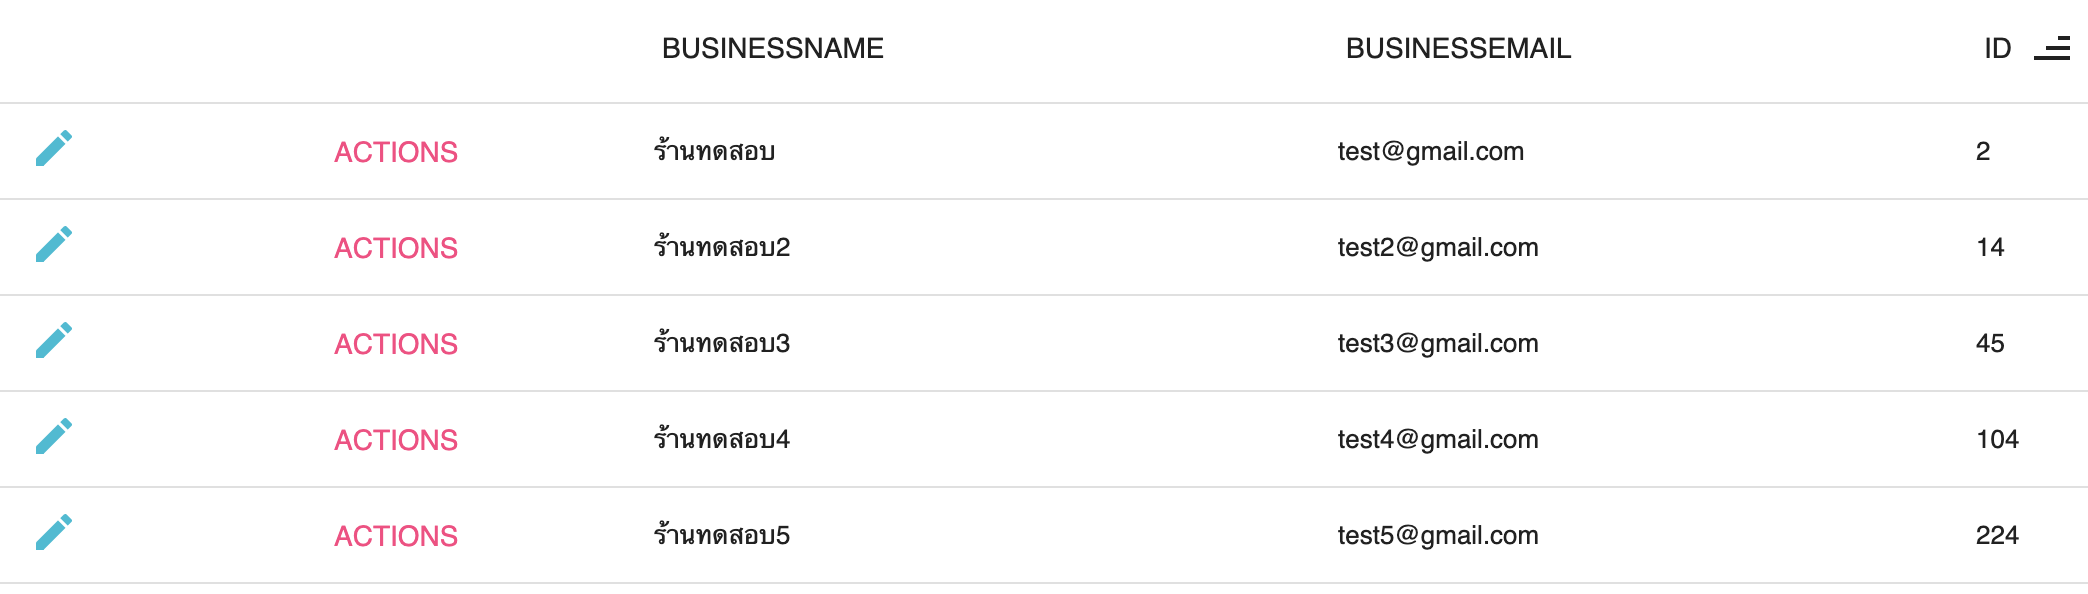 BUSINESSNAME BUSINESSEMAIL ID
ACTIONS ร้านทดสอบ test@gmail.com 2
ACTIONS ร้านทดสอบ2 test2@gmail.com 14
ACTIONS ร้านทดสอบ3 test3@gmail.com 45
ACTIONS ร้านทดสอบ4 test4@gmail.com 104
ACTIONS ร้านทดสอบ5 test5@gmail.com 224